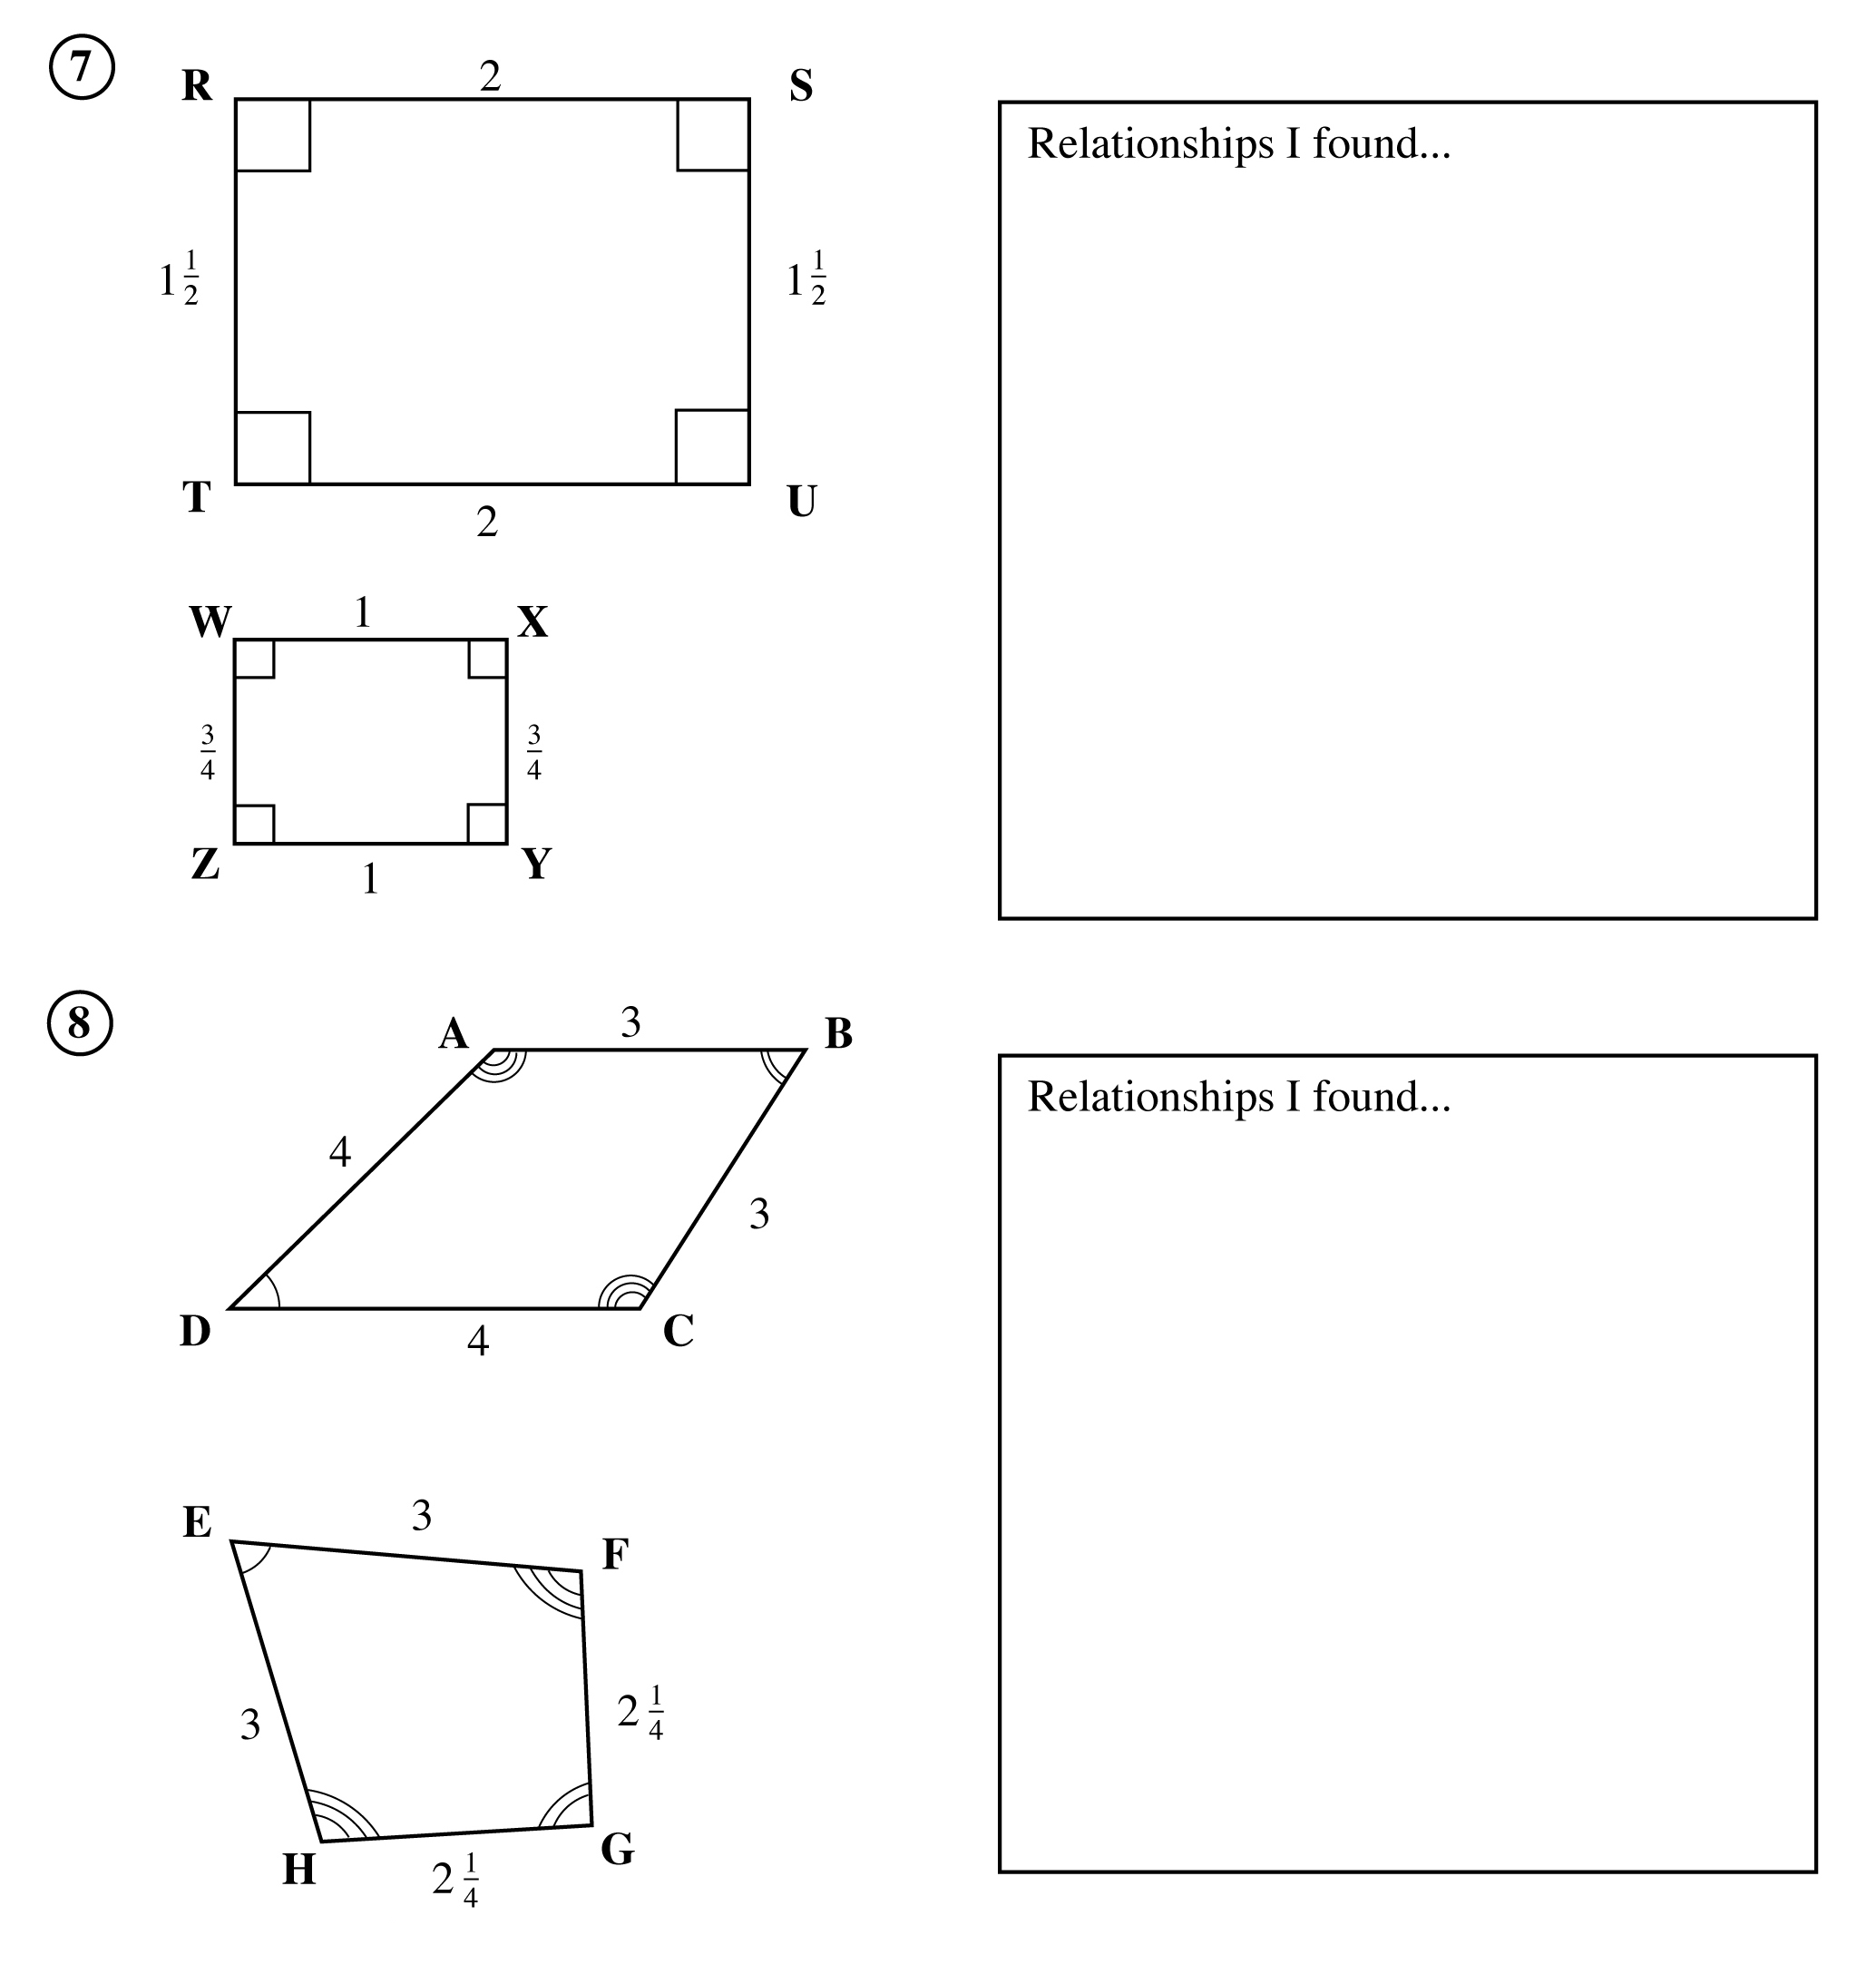 7
R 2 S
Relationships I found...
1 1/2 1 1/2
T 2 U
W 1 X
3/4 3/4
Z 1 Y
8
A 3 B
Relationships I found...
4
3
D 4 C
E 3 F
2 1/4
3
H 2 1/4 G